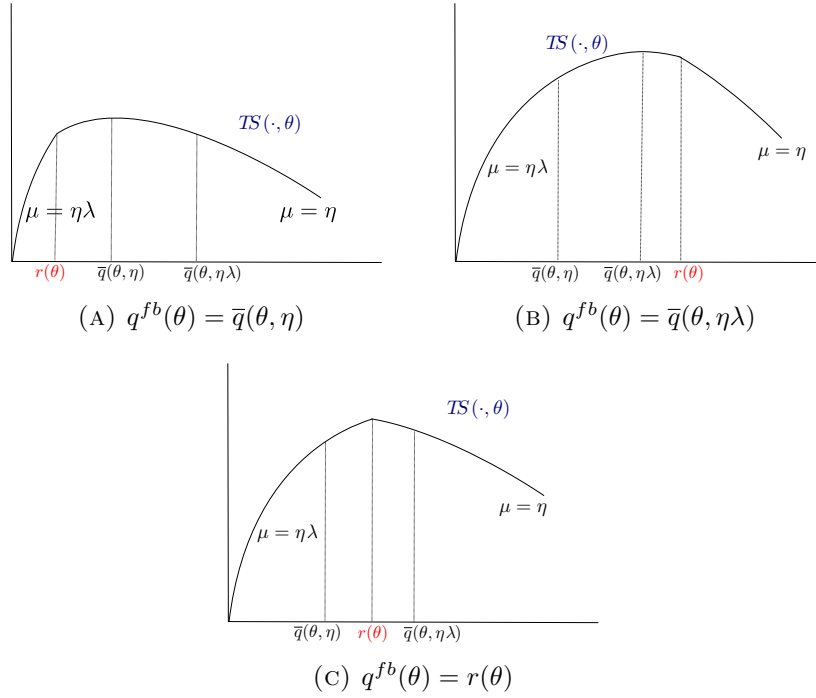 TS(·, θ)
μ = ηλ
μ = η
r(θ) q̅(θ, η) q̅(θ, ηλ)
(A) q^{fb}(θ) = q̅(θ, η)
TS(·, θ)
μ = η
μ = ηλ
q̅(θ, η) q̅(θ, ηλ) r(θ)
(B) q^{fb}(θ) = q̅(θ, ηλ)
TS(·, θ)
μ = η
μ = ηλ
q̅(θ, η) r(θ) q̅(θ, ηλ)
(C) q^{fb}(θ) = r(θ)